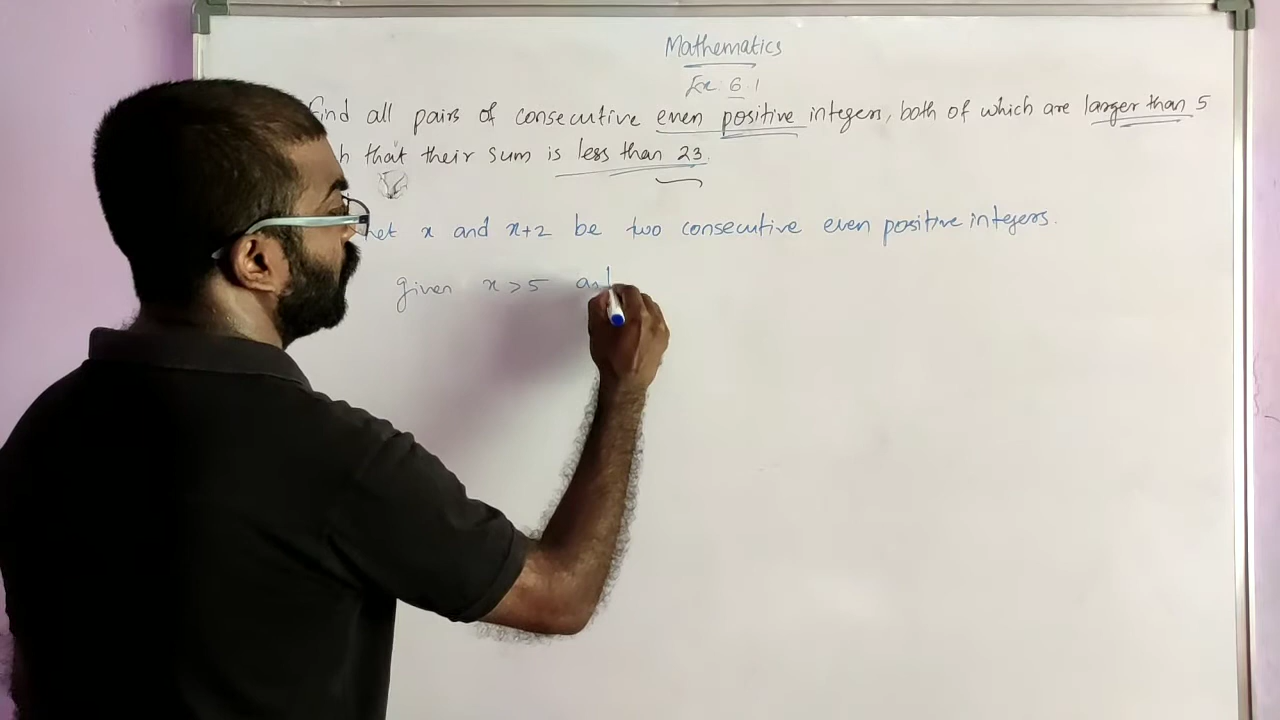 Mathematics
Ex: 6.1
Find all pairs of consecutive even positive integers, both of which are larger than 5
that their sum is less than 23.
Let x and x+2 be two consecutive even positive integers.
given x > 5